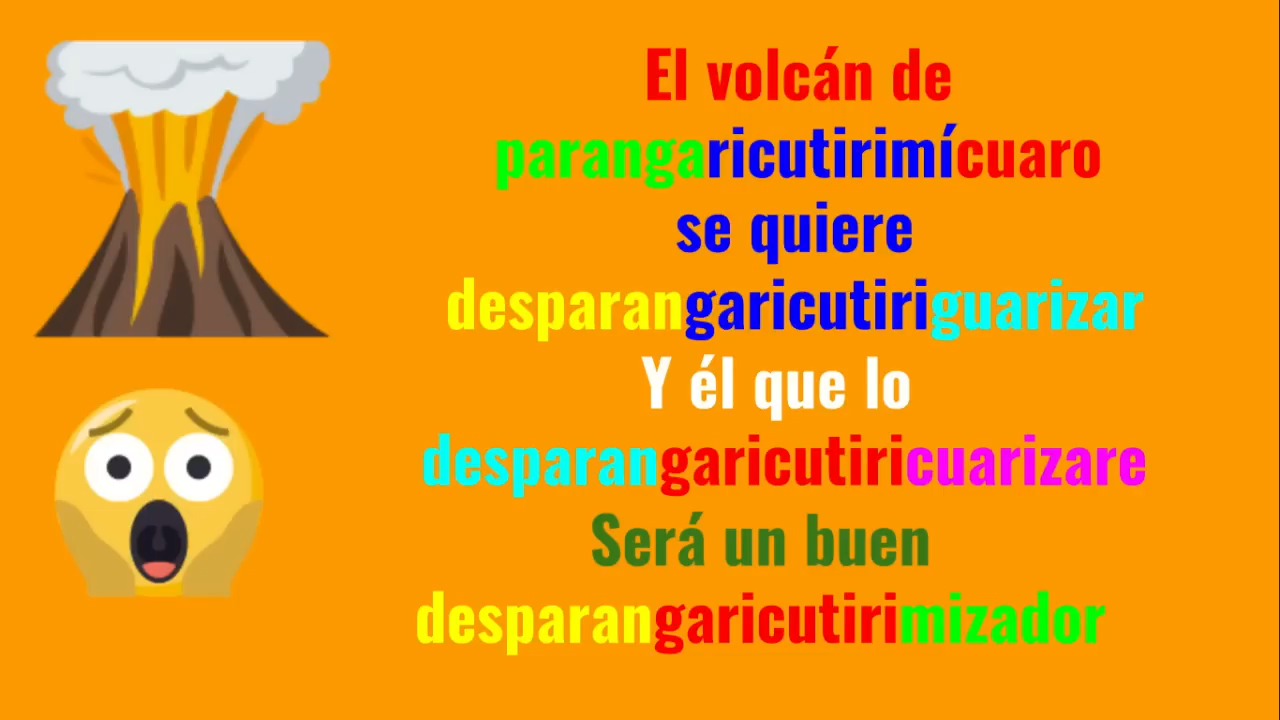 El volcán de
parangaricutirimícuaro
se quiere
desparangaricutiriguarizar
Y él que lo
desparangaricutiricuarizare
Será un buen
desparangaricutirimizador